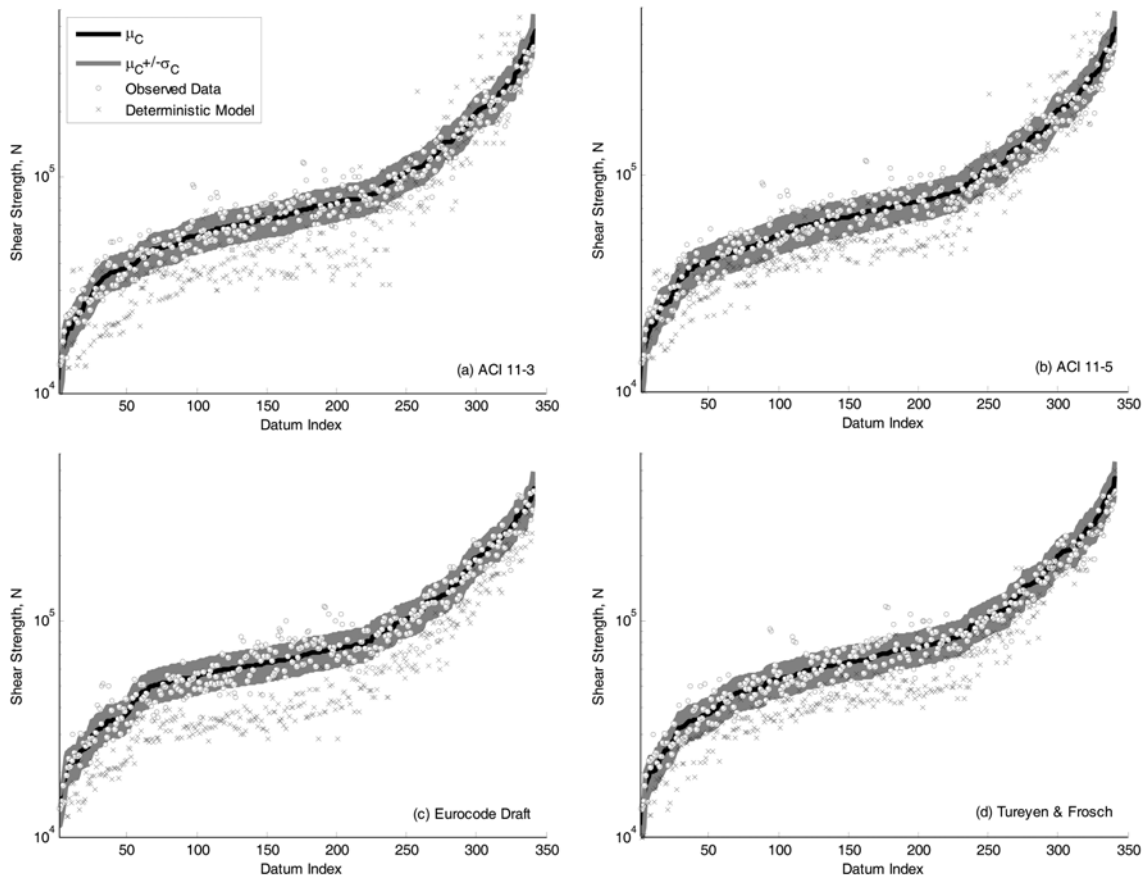 μC
μC+/-σC
Observed Data
Deterministic Model
Shear Strength, N
10^5
10^4
(a) ACI 11-3
50 100 150 200 250 300 350
Datum Index
Shear Strength, N
10^5
10^4
(b) ACI 11-5
50 100 150 200 250 300 350
Datum Index
Shear Strength, N
10^5
10^4
(c) Eurocode Draft
50 100 150 200 250 300 350
Datum Index
Shear Strength, N
10^5
10^4
(d) Tureyen & Frosch
50 100 150 200 250 300 350
Datum Index